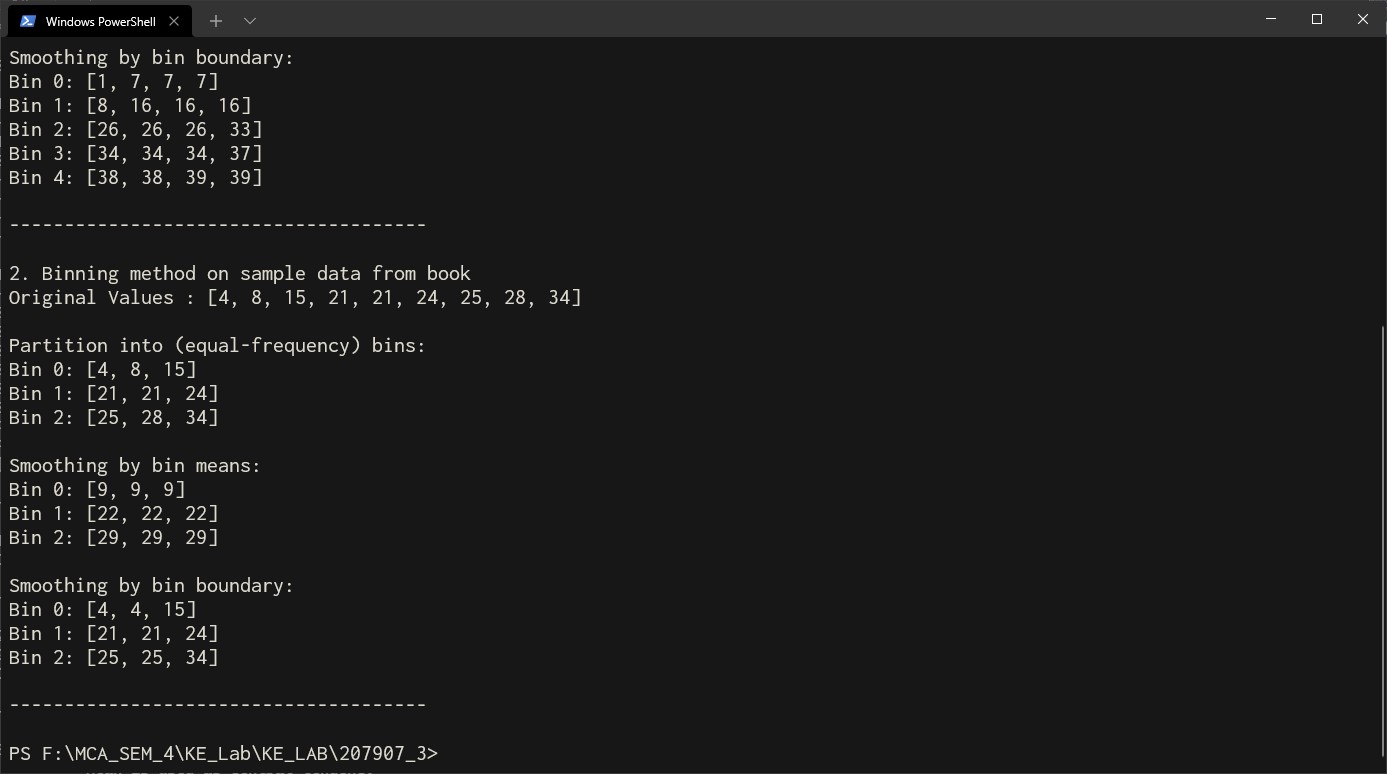 Windows PowerShell
Smoothing by bin boundary:
Bin 0: [1, 7, 7, 7]
Bin 1: [8, 16, 16, 16]
Bin 2: [26, 26, 26, 33]
Bin 3: [34, 34, 34, 37]
Bin 4: [38, 38, 39, 39]
--------------------------------------
2. Binning method on sample data from book
Original Values : [4, 8, 15, 21, 21, 24, 25, 28, 34]
Partition into (equal-frequency) bins:
Bin 0: [4, 8, 15]
Bin 1: [21, 21, 24]
Bin 2: [25, 28, 34]
Smoothing by bin means:
Bin 0: [9, 9, 9]
Bin 1: [22, 22, 22]
Bin 2: [29, 29, 29]
Smoothing by bin boundary:
Bin 0: [4, 4, 15]
Bin 1: [21, 21, 24]
Bin 2: [25, 25, 34]
--------------------------------------
PS F:\MCA_SEM_4\KE_Lab\KE_LAB\207907_3>